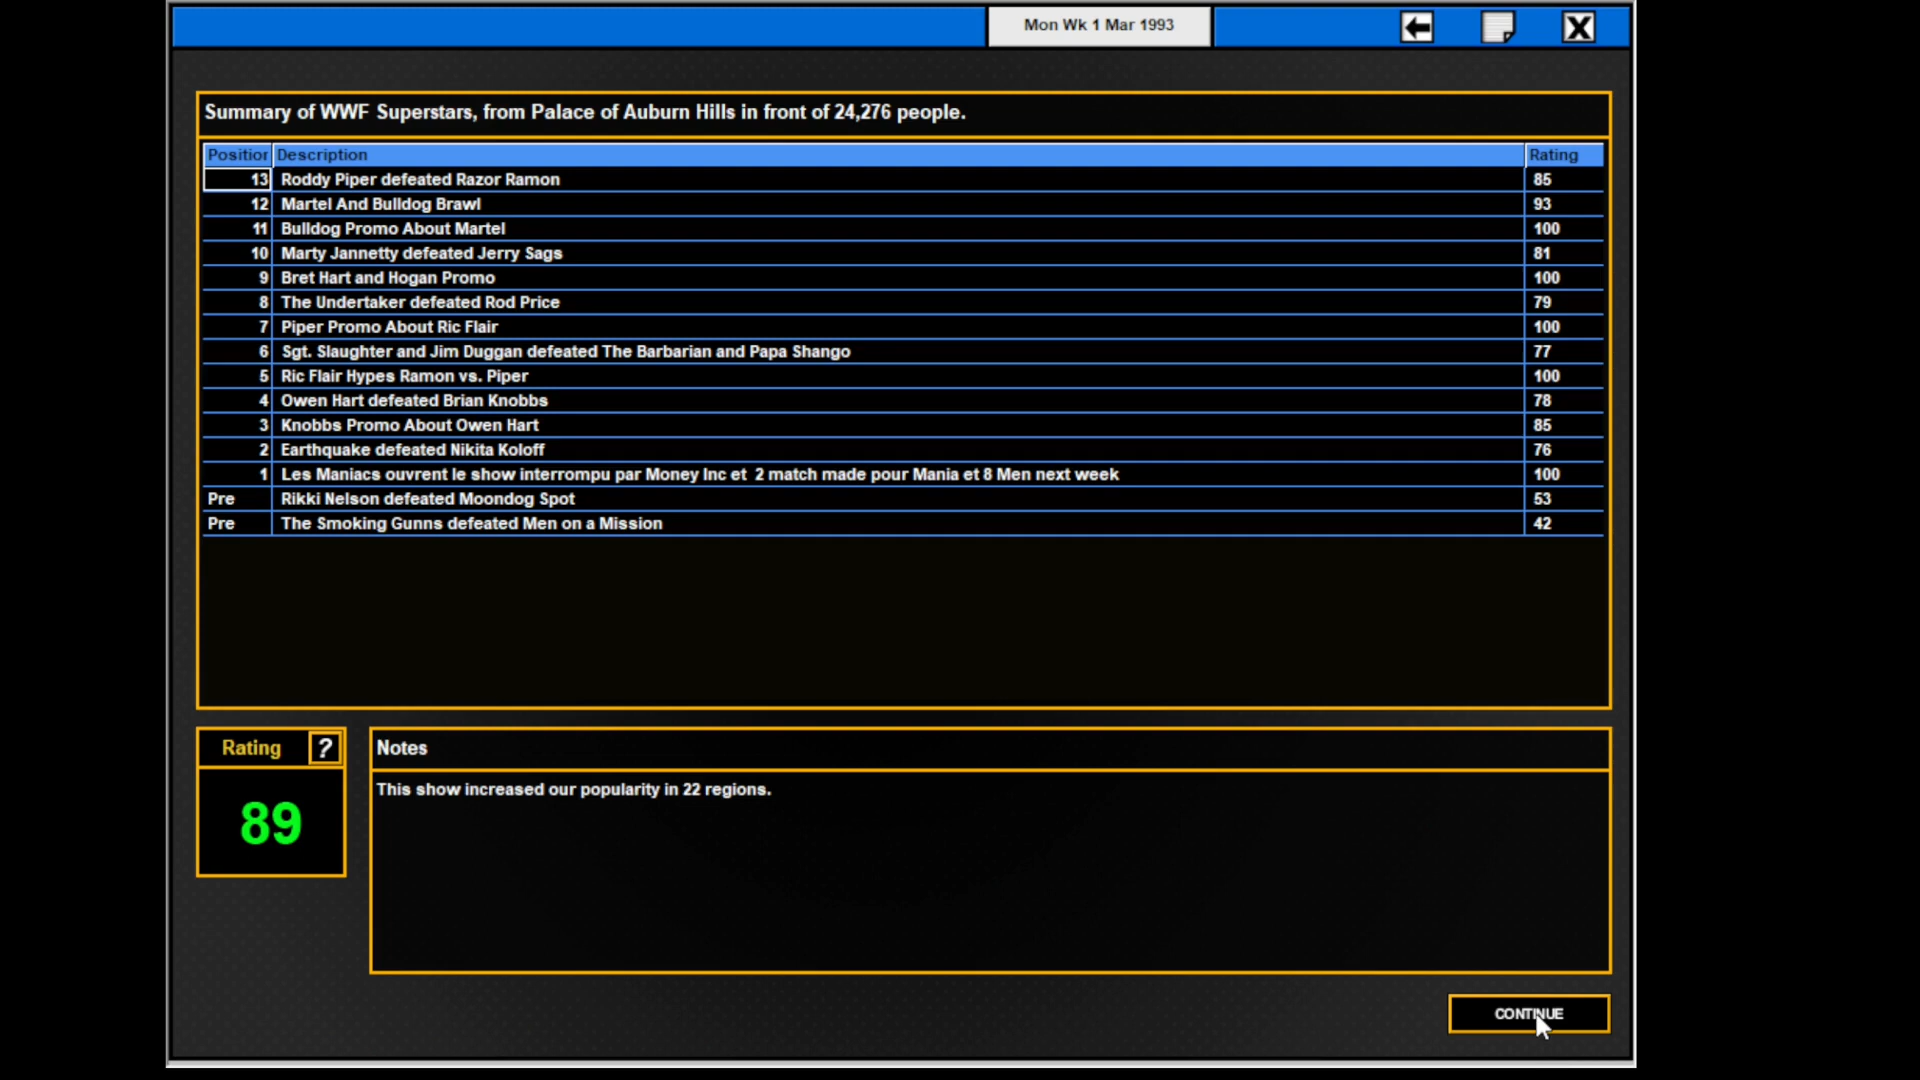 Mon Wk 1 Mar 1993
Summary of WWF Superstars, from Palace of Auburn Hills in front of 24,276 people.
Position Description Rating
13 Roddy Piper defeated Razor Ramon 85
12 Martel And Bulldog Brawl 93
11 Bulldog Promo About Martel 100
10 Marty Jannetty defeated Jerry Sags 81
9 Bret Hart and Hogan Promo 100
8 The Undertaker defeated Rod Price 79
7 Piper Promo About Ric Flair 100
6 Sgt. Slaughter and Jim Duggan defeated The Barbarian and Papa Shango 77
5 Ric Flair Hypes Ramon vs. Piper 100
4 Owen Hart defeated Brian Knobbs 78
3 Knobbs Promo About Owen Hart 85
2 Earthquake defeated Nikita Koloff 76
1 Les Maniacs ouvrent le show interrompu par Money Inc et 2 match made pour Mania et 8 Men next week 100
Pre Rikki Nelson defeated Moondog Spot 53
Pre The Smoking Gunns defeated Men on a Mission 42
Rating ?
89
Notes
This show increased our popularity in 22 regions.
CONTINUE